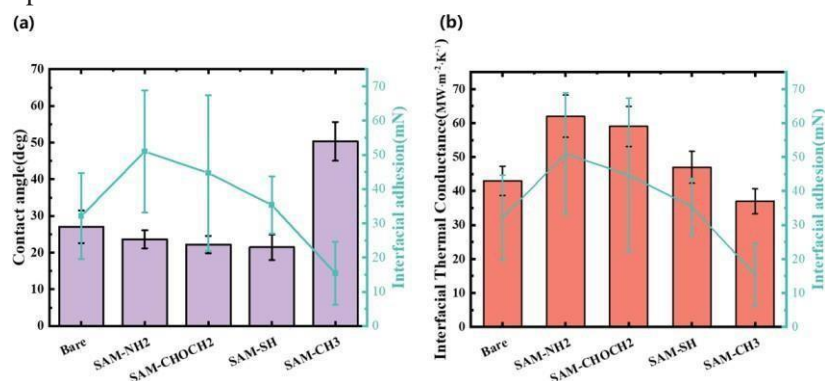 (a)
Contact angle(deg)
70
60
50
40
30
20
10
0
Bare
SAM-NH2
SAM-CHOCH2
SAM-SH
SAM-CH3
75
70
60
50
40
30
20
10
0
Interfacial adhesion(mN)
(b)
Interfacial Thermal Conductance(MW·m⁻²·K⁻¹)
70
60
50
40
30
20
10
0
Bare
SAM-NH2
SAM-CHOCH2
SAM-SH
SAM-CH3
75
70
60
50
40
30
20
10
0
Interfacial adhesion(mN)